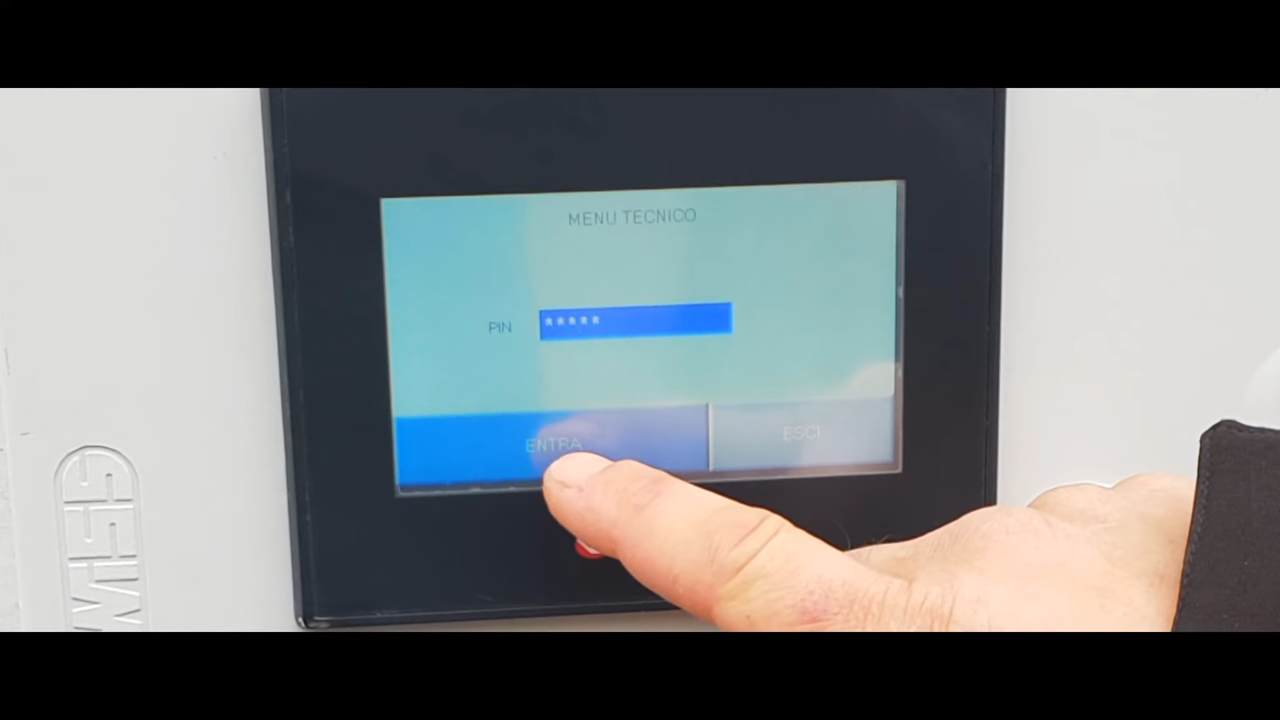 MENU TECNICO
PIN *****
ENTRA
ESCI